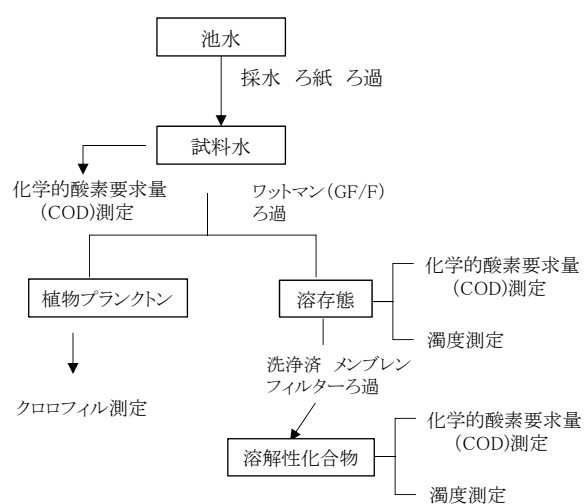 池水
採水 ろ紙 ろ過
試料水
化学的酸素要求量
(COD)測定
ワットマン(GF/F)
ろ過
植物プランクトン
溶存態
化学的酸素要求量
(COD)測定
濁度測定
洗浄済 メンブレン
フィルターろ過
クロロフィル測定
溶解性化合物
化学的酸素要求量
(COD)測定
濁度測定